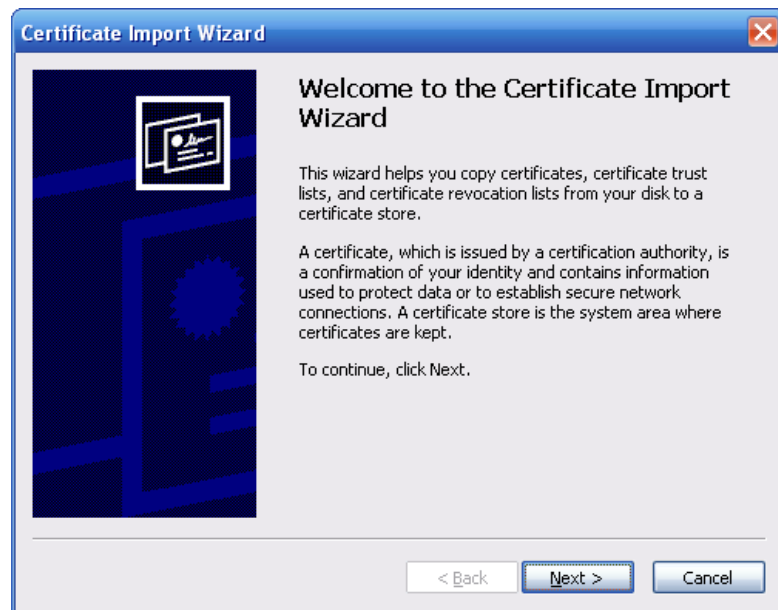 Certificate Import Wizard
Welcome to the Certificate Import
Wizard
This wizard helps you copy certificates, certificate trust
lists, and certificate revocation lists from your disk to a
certificate store.
A certificate, which is issued by a certification authority, is
a confirmation of your identity and contains information
used to protect data or to establish secure network
connections. A certificate store is the system area where
certificates are kept.
To continue, click Next.
< Back Next > Cancel